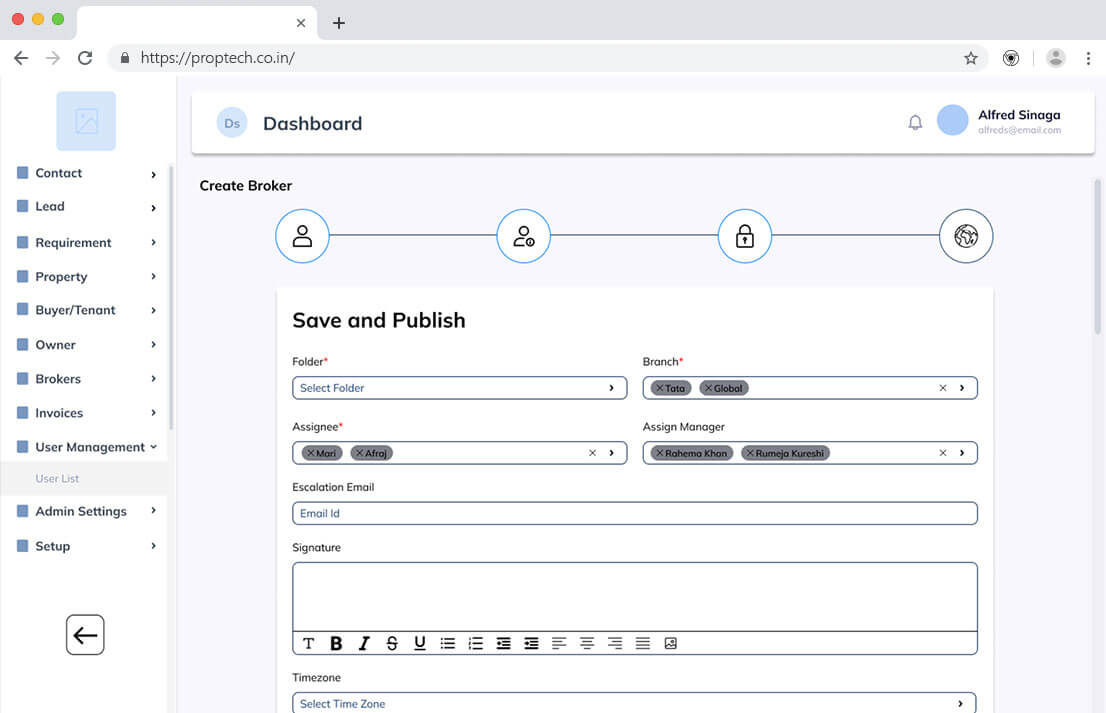 https://proptech.co.in/
Ds Dashboard
Alfred Sinaga
alfreds@email.com
Contact
Lead
Requirement
Property
Buyer/Tenant
Owner
Brokers
Invoices
User Management
User List
Admin Settings
Setup
Create Broker
Save and Publish
Folder* Branch*
Select Folder Tata Global
Assignee* Assign Manager
Mari Afraj Rahema Khan Rumeja Kureshi
Escalation Email
Email Id
Signature
T B I S U
Timezone
Select Time Zone